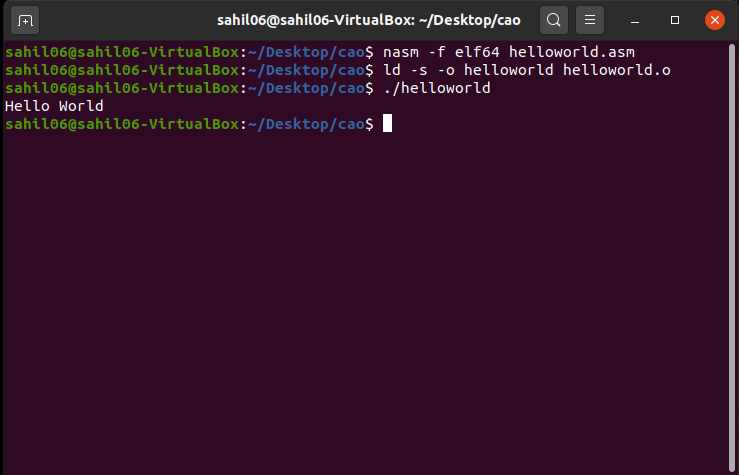 sahil06@sahil06-VirtualBox: ~/Desktop/cao
sahil06@sahil06-VirtualBox:~/Desktop/cao$ nasm -f elf64 helloworld.asm
sahil06@sahil06-VirtualBox:~/Desktop/cao$ ld -s -o helloworld helloworld.o
sahil06@sahil06-VirtualBox:~/Desktop/cao$ ./helloworld
Hello World
sahil06@sahil06-VirtualBox:~/Desktop/cao$